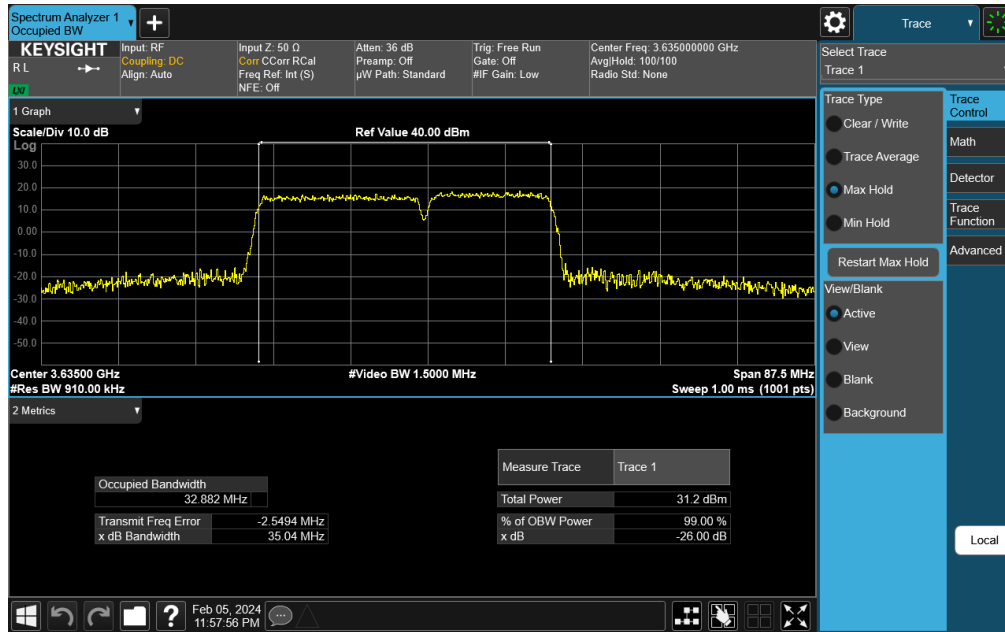 Spectrum Analyzer 1
Occupied BW
Trace
KEYSIGHT
R L
LXI
Input: RF
Coupling: DC
Align: Auto
Input Z: 50 Ω
Corr CCorr RCal
Freq Ref: Int (S)
NFE: Off
Atten: 36 dB
Preamp: Off
µW Path: Standard
Trig: Free Run
Gate: Off
#IF Gain: Low
Center Freq: 3.635000000 GHz
Avg|Hold: 100/100
Radio Std: None
Select Trace
Trace 1
1 Graph
Scale/Div 10.0 dB
Ref Value 40.00 dBm
Log
30.0
20.0
10.0
0.00
-10.0
-20.0
-30.0
-40.0
-50.0
Center 3.63500 GHz
#Video BW 1.5000 MHz
Span 87.5 MHz
#Res BW 910.00 kHz
Sweep 1.00 ms (1001 pts)
2 Metrics
Occupied Bandwidth
32.882 MHz
Transmit Freq Error -2.5494 MHz
x dB Bandwidth 35.04 MHz
Measure Trace Trace 1
Total Power 31.2 dBm
% of OBW Power 99.00 %
x dB -26.00 dB
Trace Type
Clear / Write
Trace Average
Max Hold
Min Hold
Restart Max Hold
View/Blank
Active
View
Blank
Background
Trace
Control
Math
Detector
Trace
Function
Advanced
Local
Feb 05, 2024
11:57:56 PM